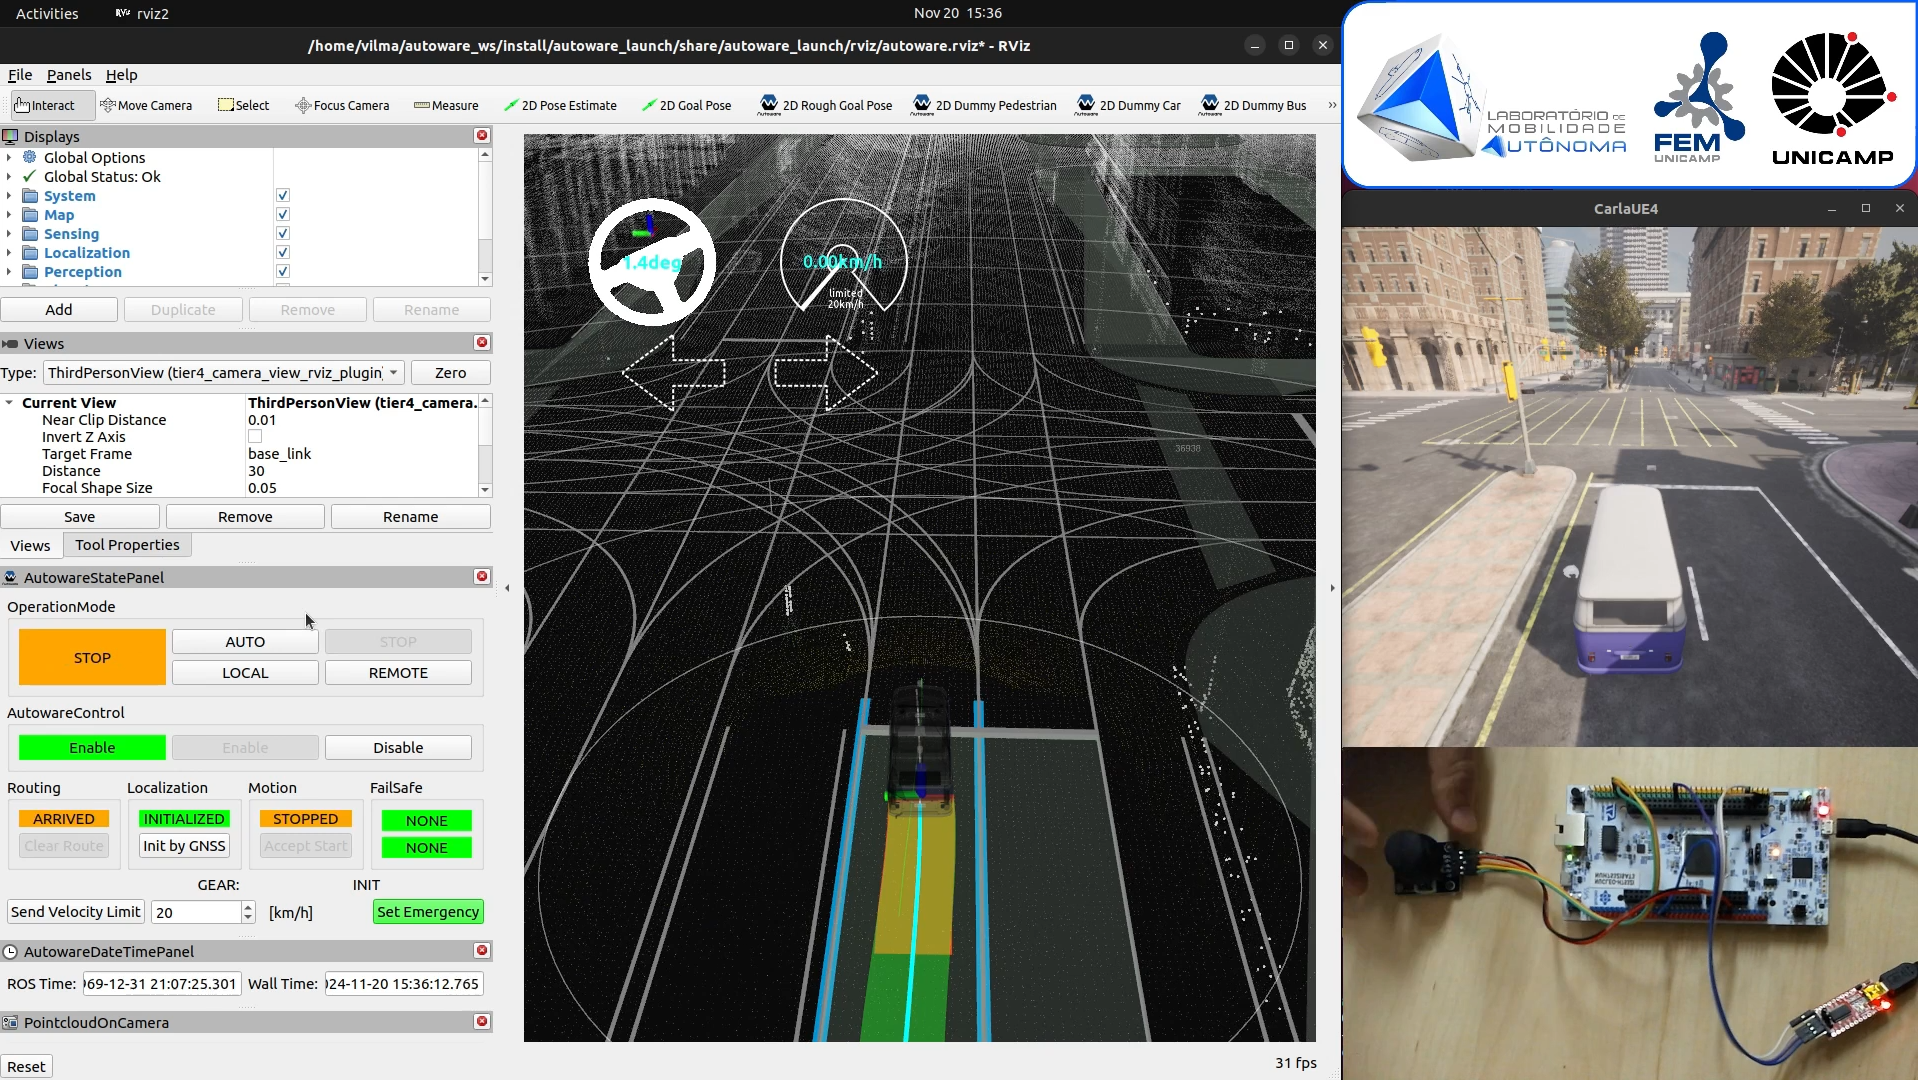 Activities
rviz2
Nov 20 15:36
/home/vilma/autoware_ws/install/autoware_launch/share/autoware_launch/rviz/autoware.rviz* - RViz
File Panels Help
Interact Move Camera Select Focus Camera Measure 2D Pose Estimate 2D Goal Pose 2D Rough Goal Pose 2D Dummy Pedestrian 2D Dummy Car 2D Dummy Bus »
Displays
Global Options
Global Status: Ok
System
Map
Sensing
Localization
Perception
Add Duplicate Remove Rename
Views
Type: ThirdPersonView (tier4_camera_view_rviz_plugin) Zero
Current View ThirdPersonView (tier4_camera.
Near Clip Distance 0.01
Invert Z Axis
Target Frame base_link
Distance 30
Focal Shape Size 0.05
Save Remove Rename
Views Tool Properties
AutowareStatePanel
OperationMode
STOP AUTO STOP
LOCAL REMOTE
AutowareControl
Enable Enable Disable
Routing Localization Motion FailSafe
ARRIVED INITIALIZED STOPPED NONE
Clear Route Init by GNSS Accept Start NONE
GEAR: INIT
Send Velocity Limit 20 [km/h] Set Emergency
AutowareDateTimePanel
ROS Time: 69-12-31 21:07:25.301 Wall Time: 24-11-20 15:36:12.765
PointcloudOnCamera
Reset
31 fps
1.4deg
0.00km/h
limited
20km/h
36938
LABORATÓRIO DE
MOBILIDADE
AUTÔNOMA
FEM
UNICAMP
UNICAMP
CarlaUE4